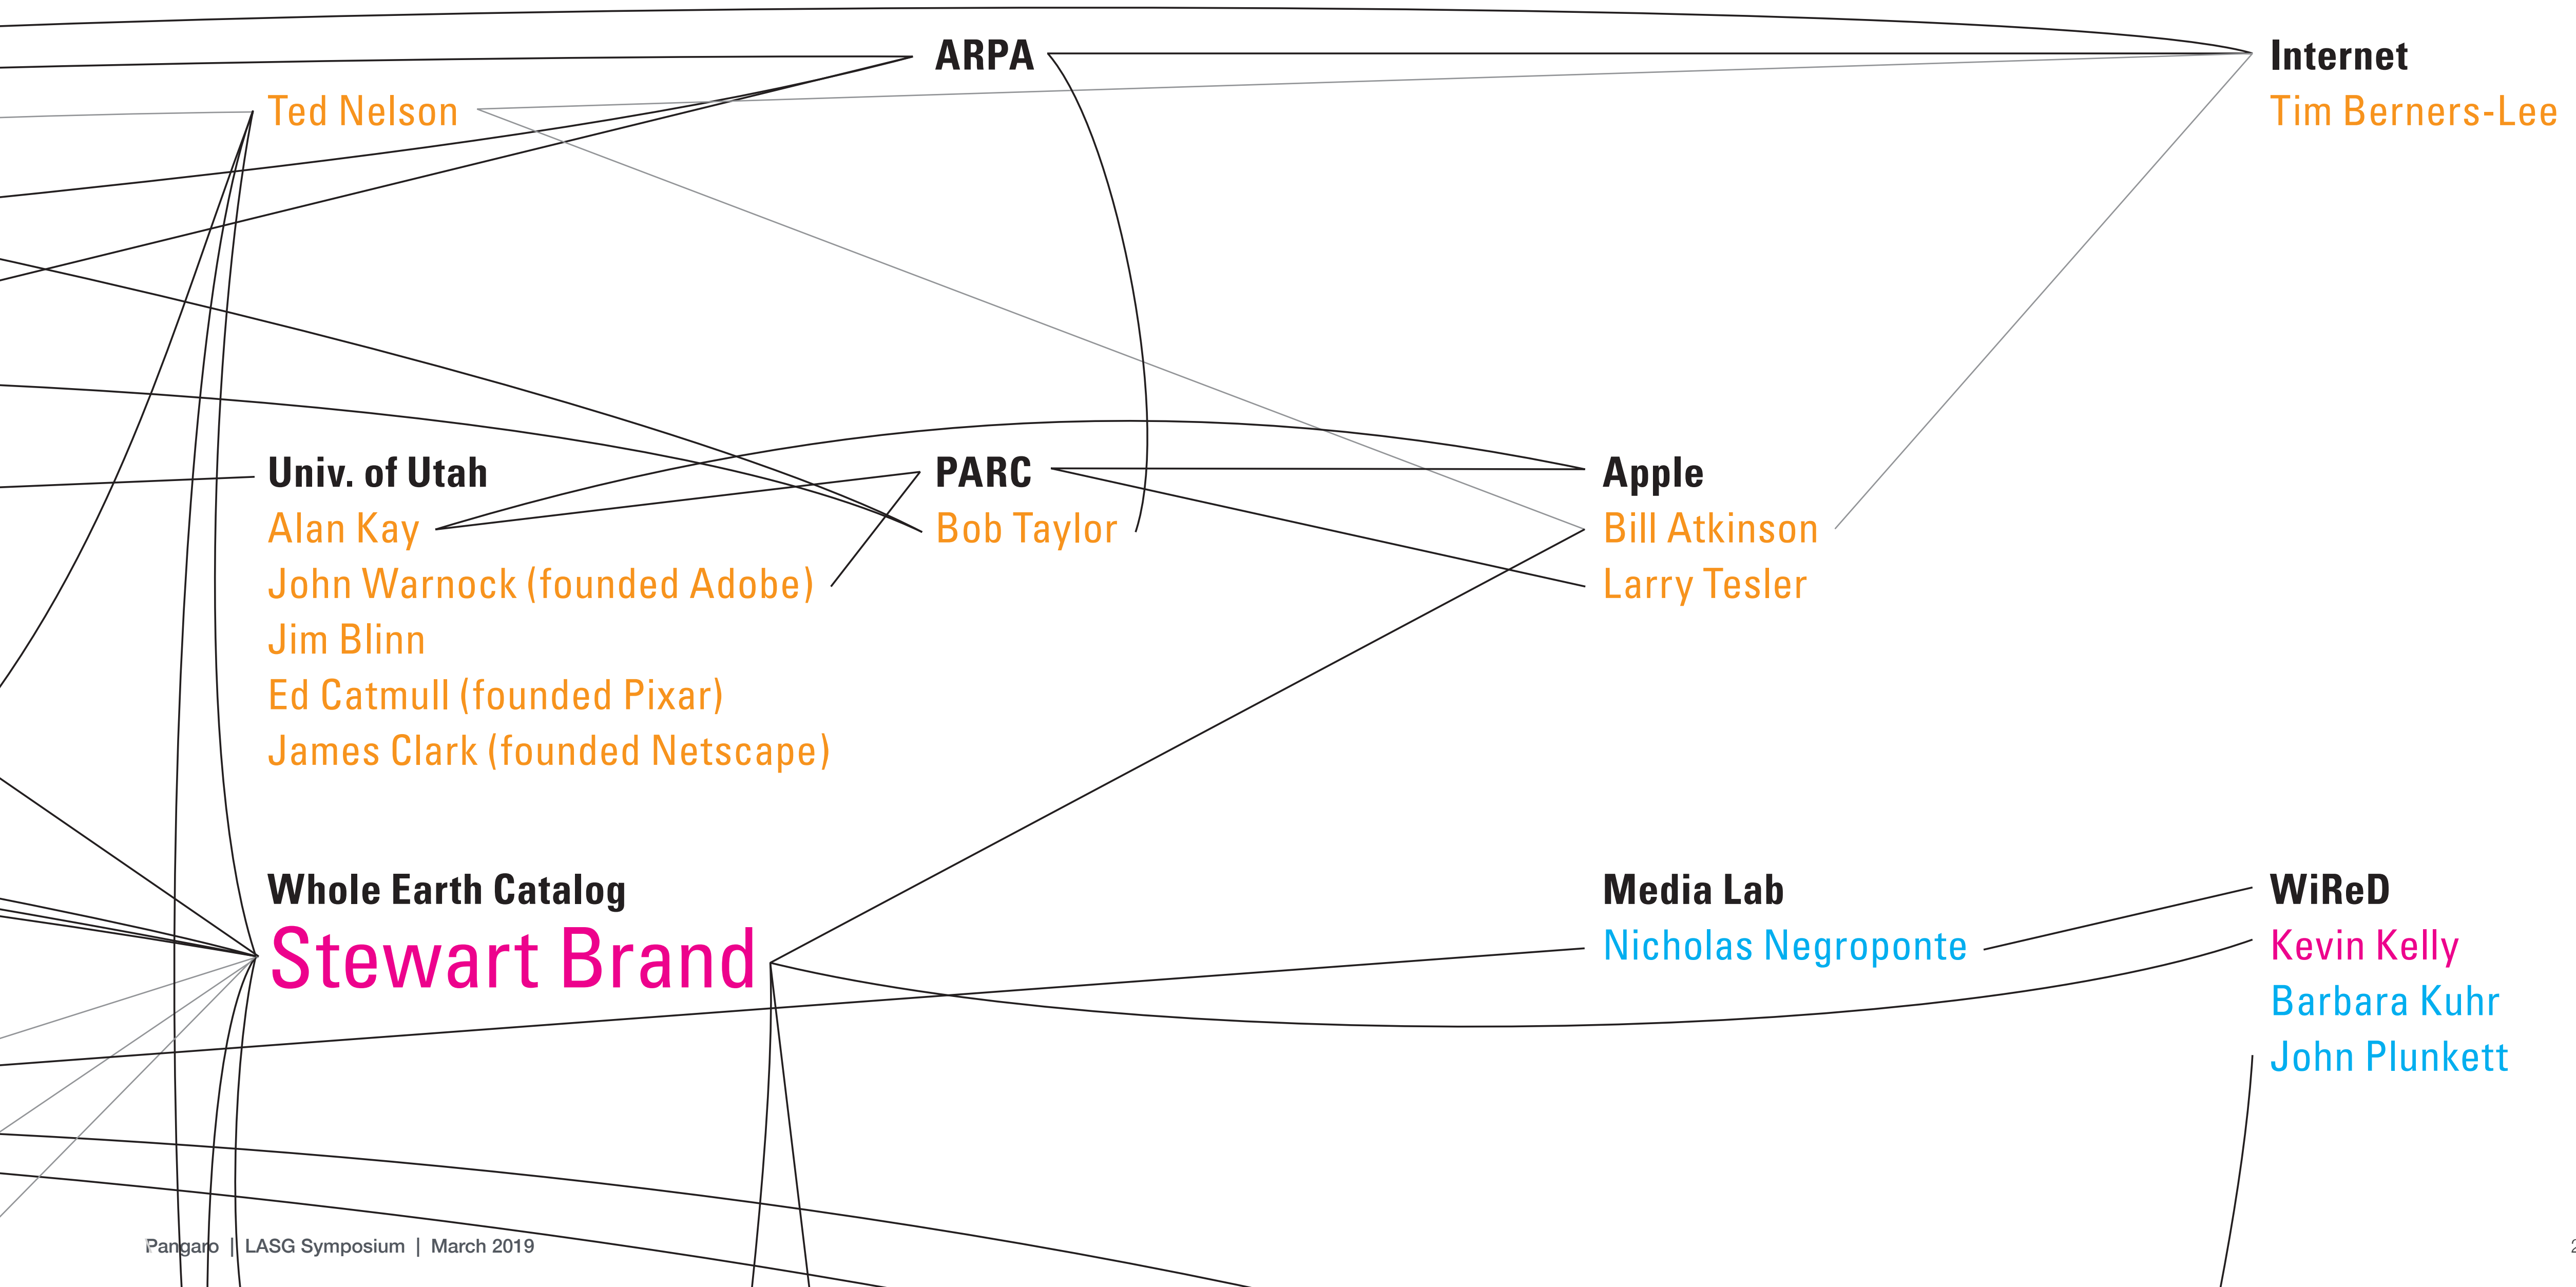 ARPA
Internet
Ted Nelson
Tim Berners-Lee
Univ. of Utah
Alan Kay
John Warnock (founded Adobe)
Jim Blinn
Ed Catmull (founded Pixar)
James Clark (founded Netscape)
PARC
Bob Taylor
Apple
Bill Atkinson
Larry Tesler
Whole Earth Catalog
Stewart Brand
Media Lab
Nicholas Negroponte
WiReD
Kevin Kelly
Barbara Kuhr
John Plunkett
Pangaro | LASG Symposium | March 2019